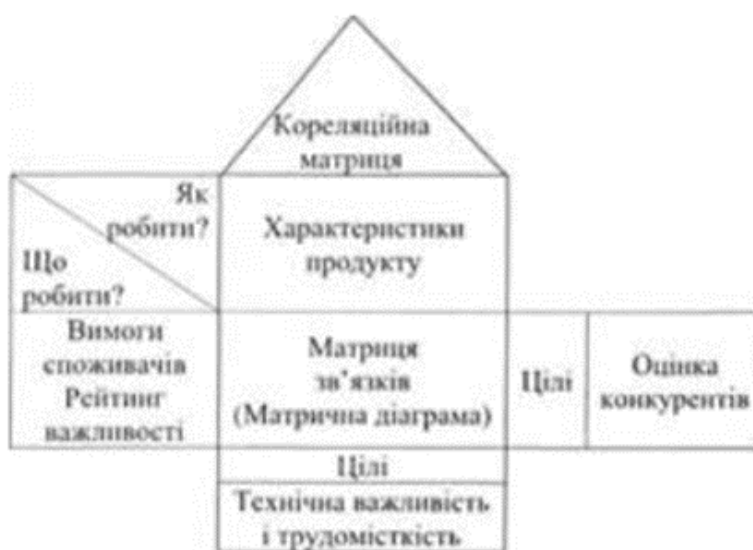 Кореляційна
матриця
Як
робити?
Що
робити?
Характеристики
продукту
Вимоги
споживачів
Рейтинг
важливості
Матриця
зв’язків
(Матрична діаграма)
Цілі
Оцінка
конкурентів
Цілі
Технічна важливість
і трудомісткість